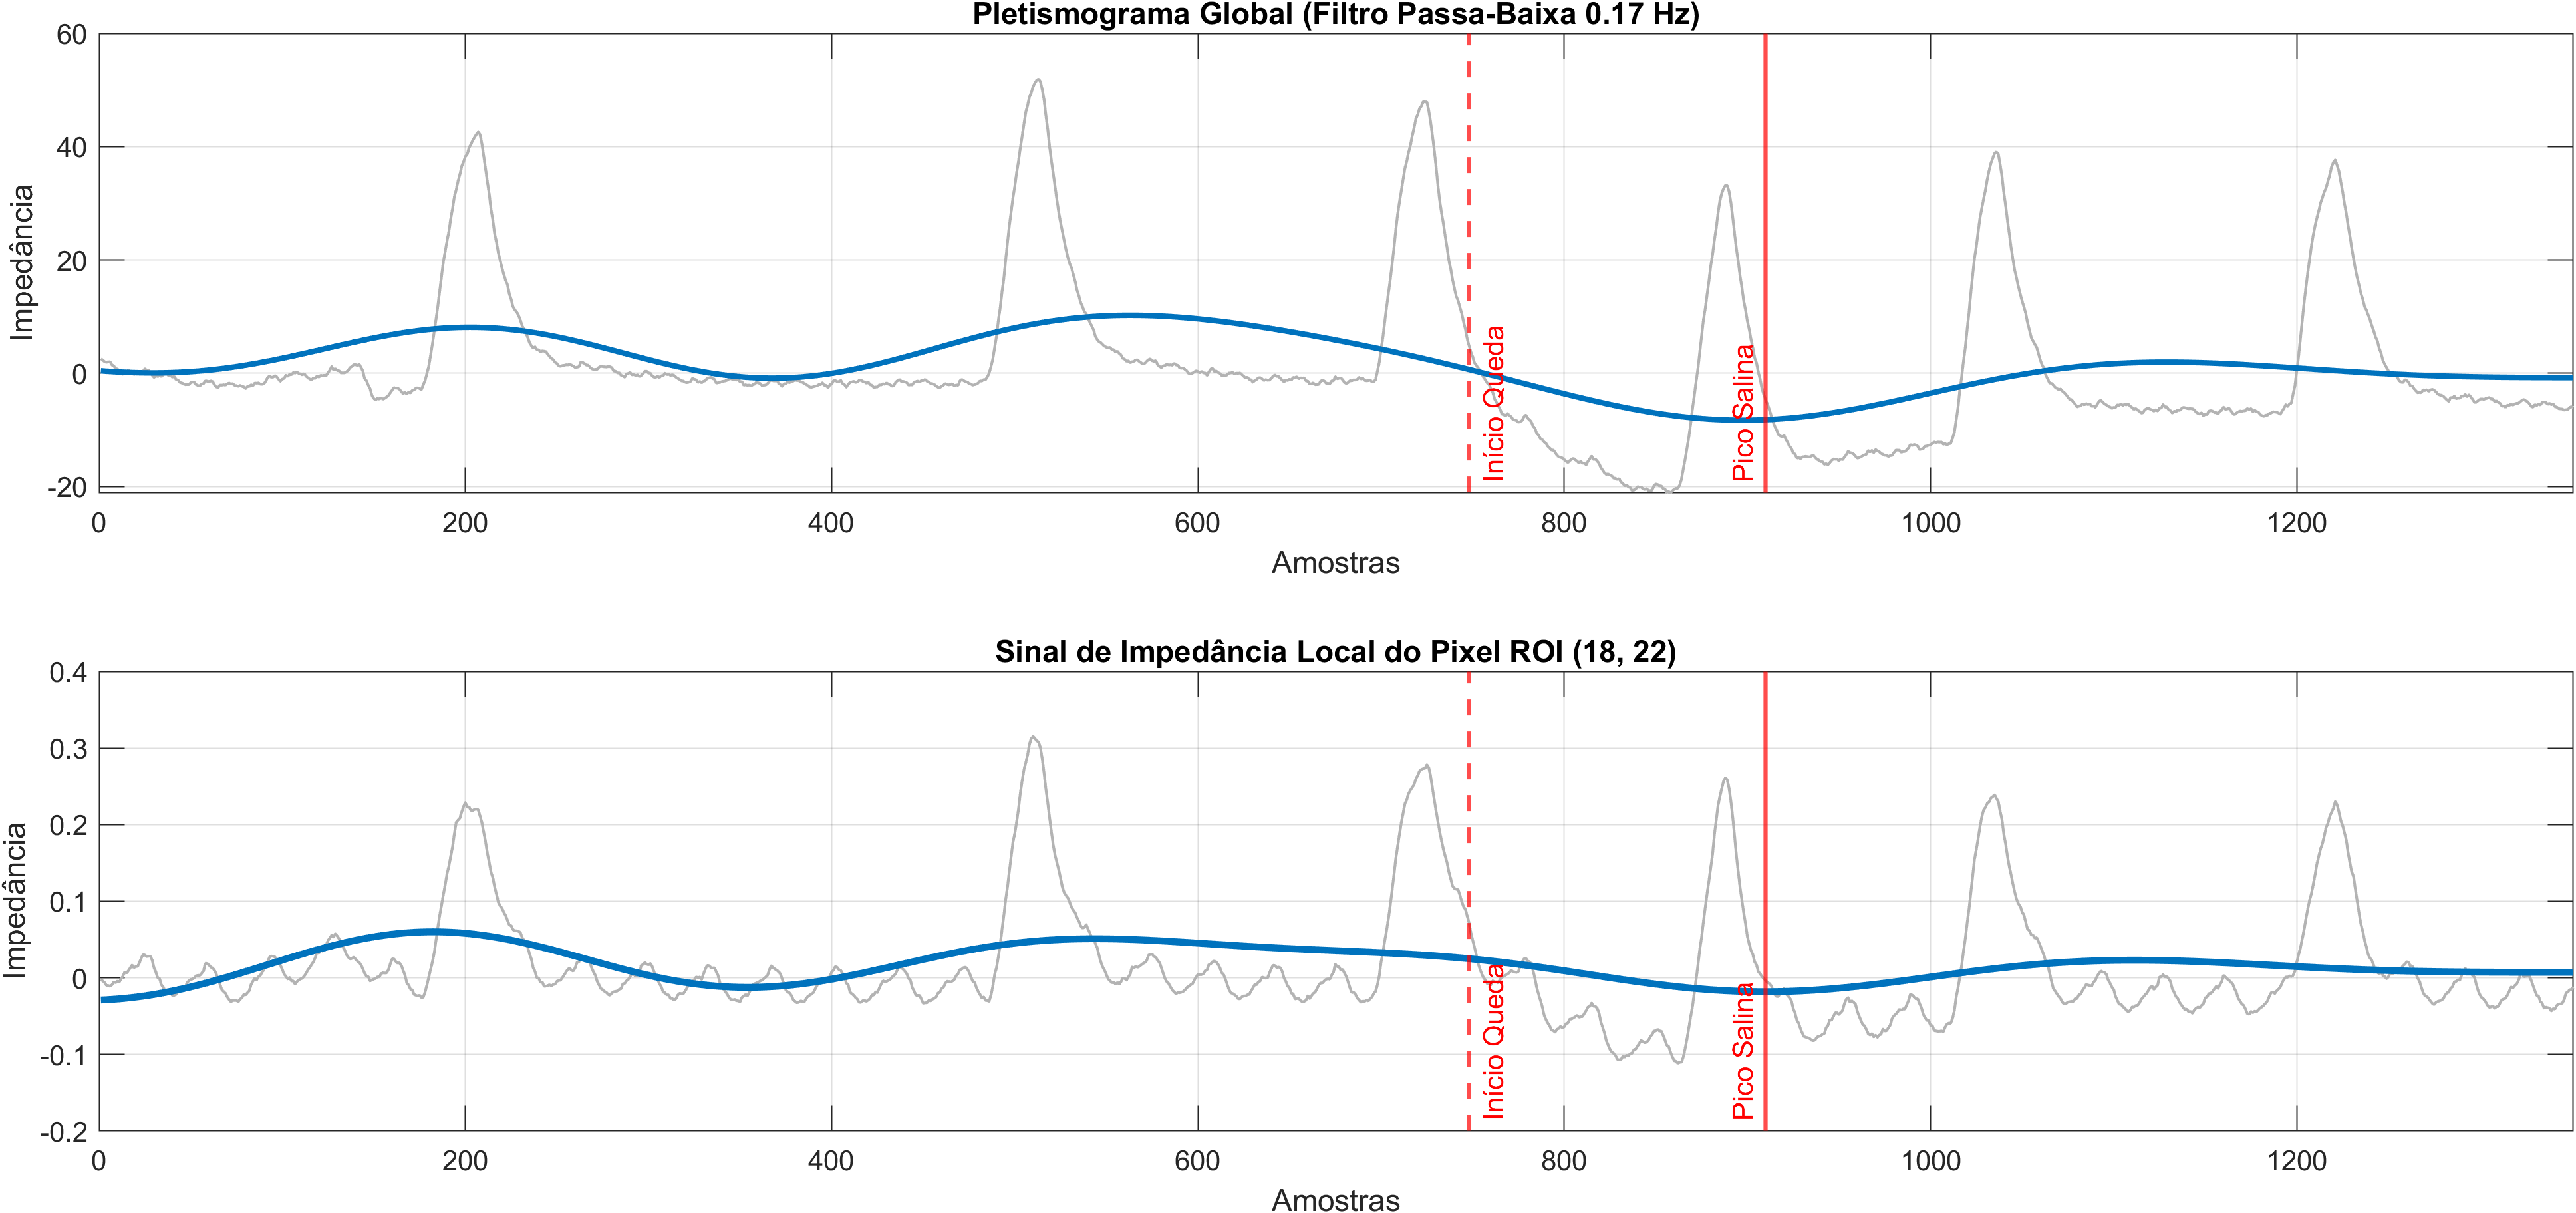 Pletismograma Global (Filtro Passa-Baixa 0.17 Hz)
60
40
20
0
-20
Impedância
Início Queda
Pico Salina
0 200 400 600 800 1000 1200
Amostras
Sinal de Impedância Local do Pixel ROI (18, 22)
0.4
0.3
0.2
0.1
0
-0.1
-0.2
Impedância
Início Queda
Pico Salina
0 200 400 600 800 1000 1200
Amostras